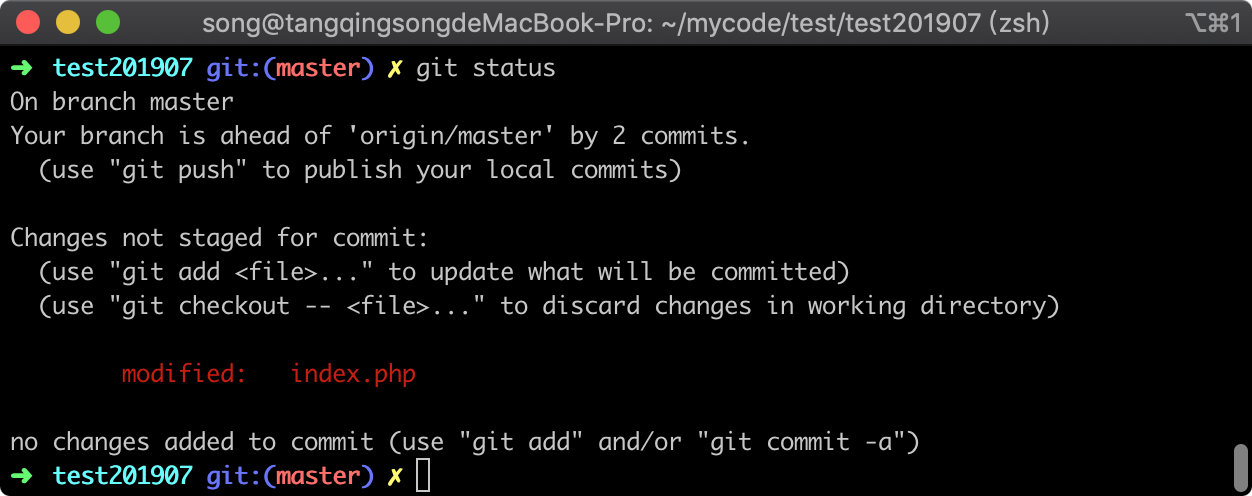 song@tangqingsongdeMacBook-Pro: ~/mycode/test/test201907 (zsh) ⌥⌘1
➜ test201907 git:(master) ✗ git status
On branch master
Your branch is ahead of 'origin/master' by 2 commits.
  (use "git push" to publish your local commits)

Changes not staged for commit:
  (use "git add <file>..." to update what will be committed)
  (use "git checkout -- <file>..." to discard changes in working directory)

        modified:   index.php

no changes added to commit (use "git add" and/or "git commit -a")
➜ test201907 git:(master) ✗